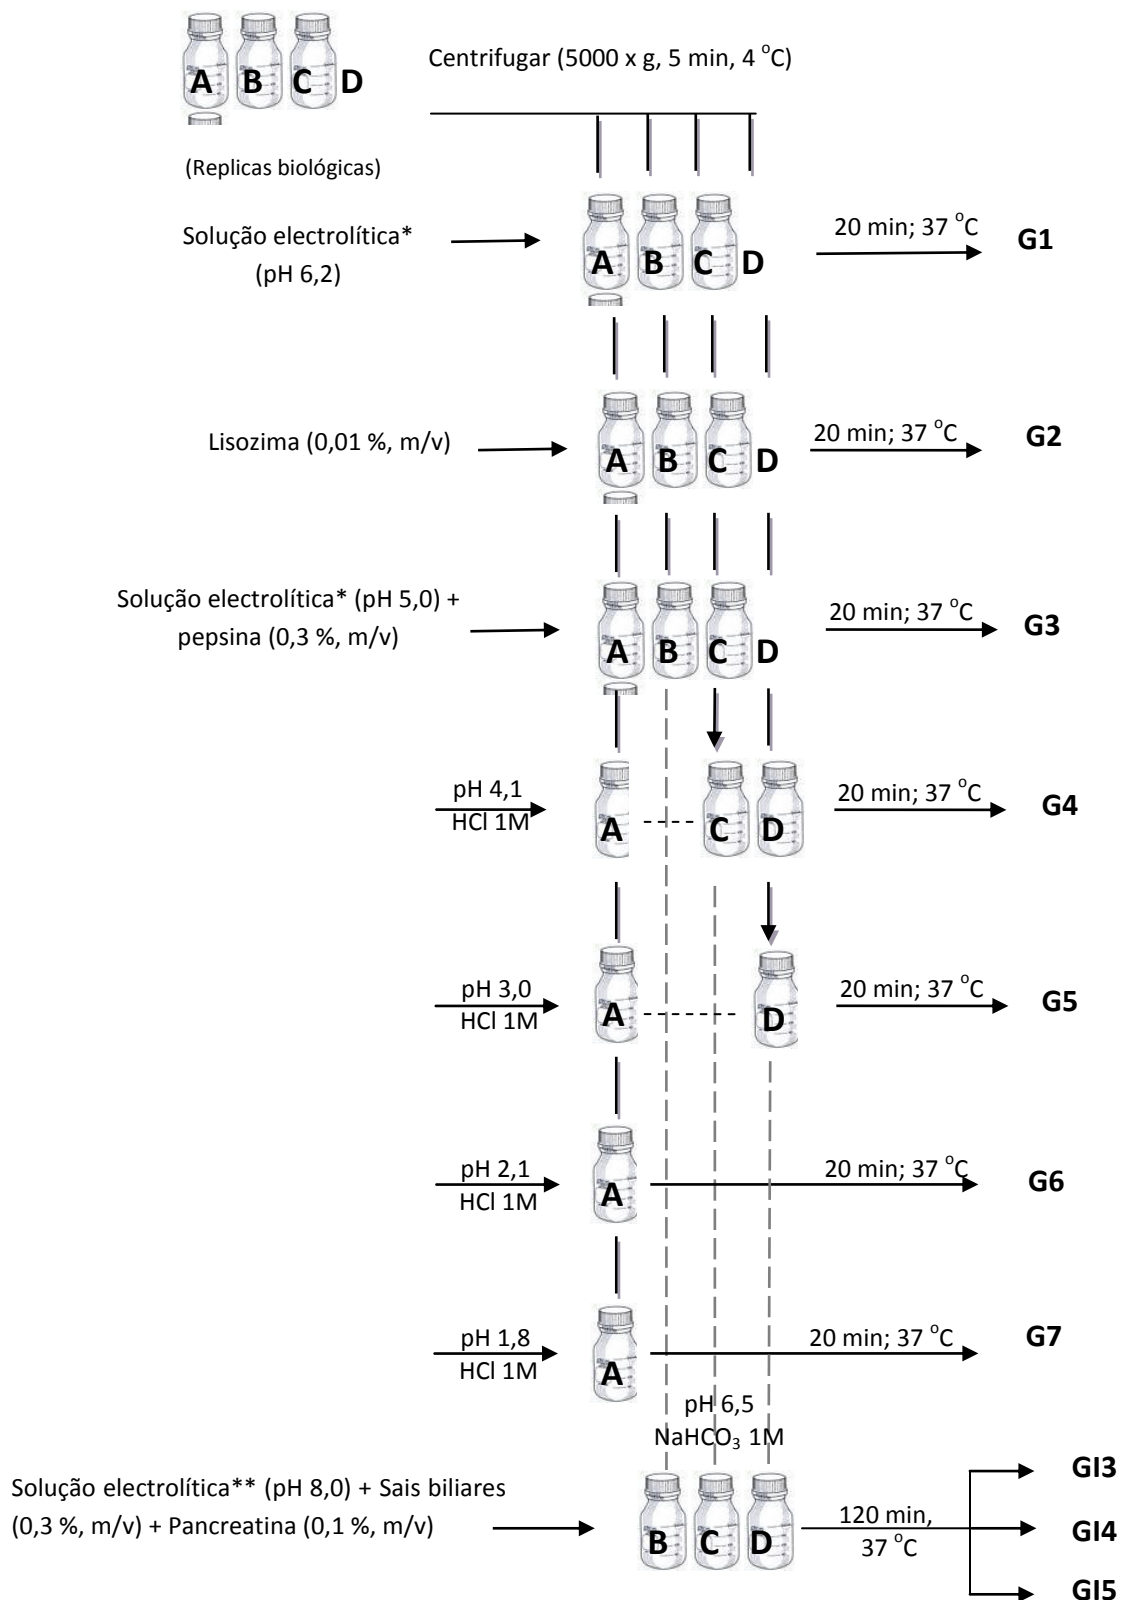 A B C D
Centrifugar (5000 x g, 5 min, 4 °C)
(Replicas biológicas)
Solução electrolítica*
(pH 6,2)
A B C D
20 min; 37 °C
G1
Lisozima (0,01 %, m/v)
A B C D
20 min; 37 °C
G2
Solução electrolítica* (pH 5,0) +
pepsina (0,3 %, m/v)
A B C D
20 min; 37 °C
G3
pH 4,1
HCl 1M
A C D
20 min; 37 °C
G4
pH 3,0
HCl 1M
A D
20 min; 37 °C
G5
pH 2,1
HCl 1M
A
20 min; 37 °C
G6
pH 1,8
HCl 1M
A
20 min; 37 °C
G7
pH 6,5
NaHCO₃ 1M
Solução electrolítica** (pH 8,0) + Sais biliares
(0,3 %, m/v) + Pancreatina (0,1 %, m/v)
B C D
120 min,
37 °C
GI3
GI4
GI5